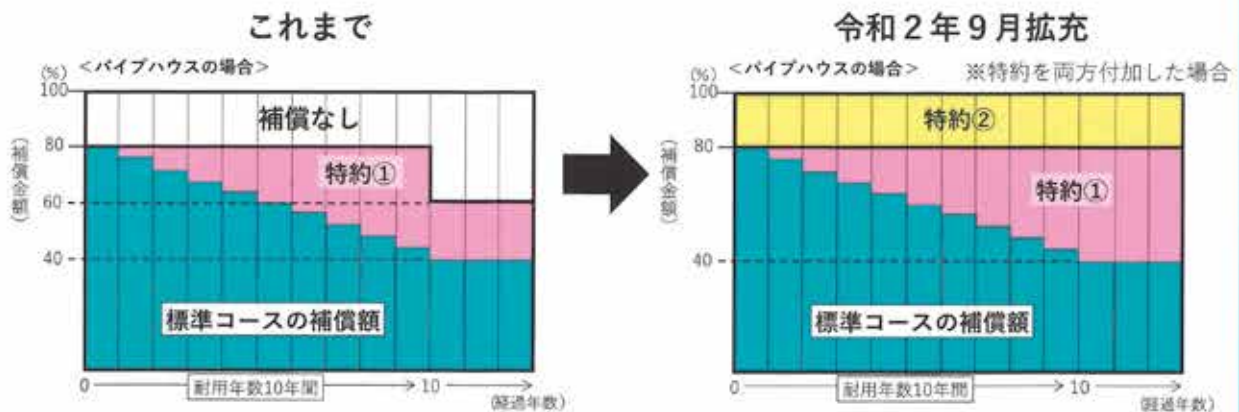 これまで
<パイプハウスの場合>
(%)
100
80
60
40
(補償金額)
補償なし
特約①
標準コースの補償額
0
耐用年数10年間
10
(経過年数)
令和2年9月拡充
<パイプハウスの場合>
※特約を両方付加した場合
(%)
100
80
40
(補償金額)
特約②
特約①
標準コースの補償額
0
耐用年数10年間
10
(経過年数)